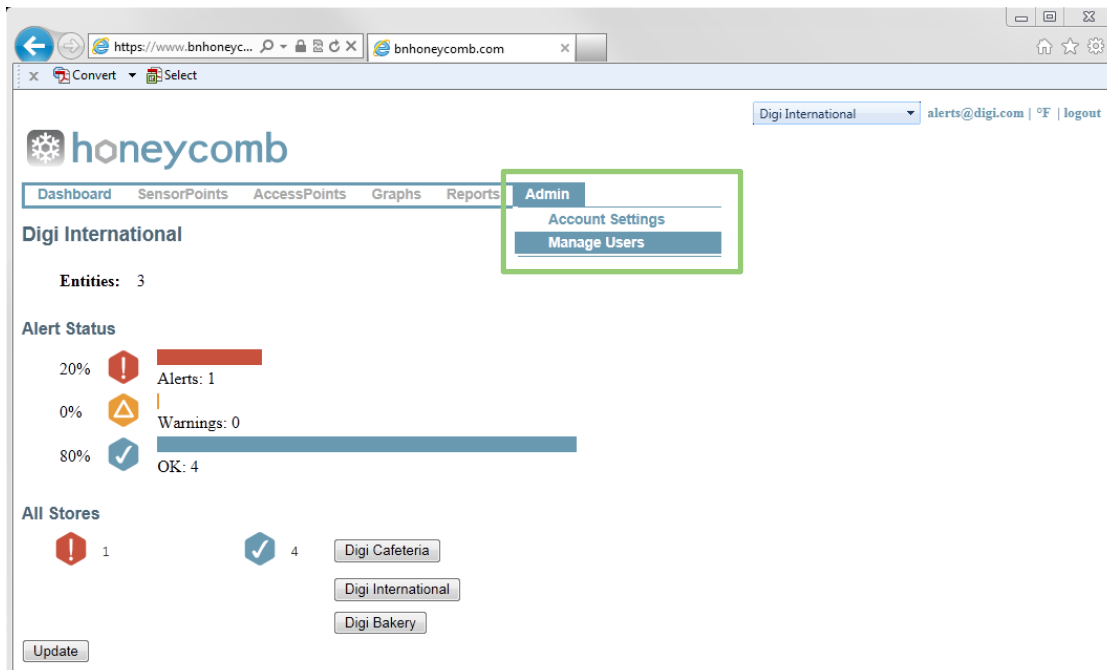 https://www.bnhoneyc...
bnhoneycomb.com
x Convert Select
Digi International alerts@digi.com | °F | logout
honeycomb
Dashboard SensorPoints AccessPoints Graphs Reports Admin
Account Settings
Manage Users
Digi International
Entities: 3
Alert Status
20% Alerts: 1
0% Warnings: 0
80% OK: 4
All Stores
1 4 Digi Cafeteria
Digi International
Digi Bakery
Update